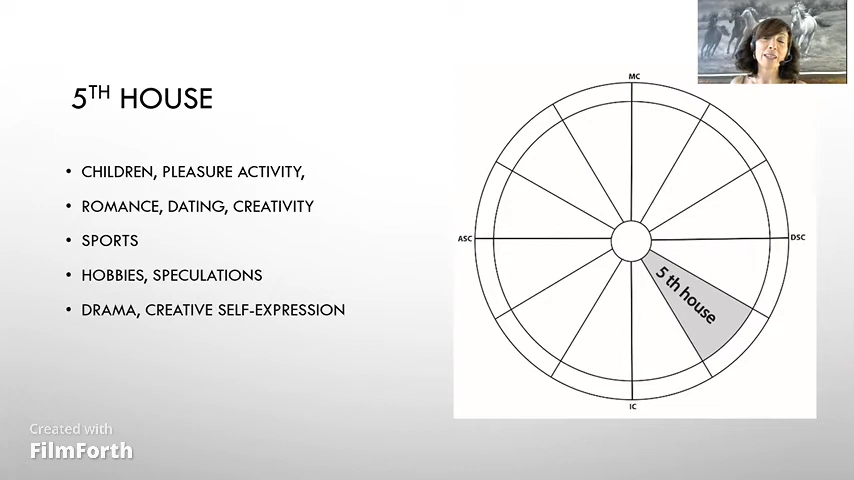 5TH HOUSE
• CHILDREN, PLEASURE ACTIVITY,
• ROMANCE, DATING, CREATIVITY
• SPORTS
• HOBBIES, SPECULATIONS
• DRAMA, CREATIVE SELF-EXPRESSION
MC
ASC
DSC
5 th house
IC
Created with
FilmForth